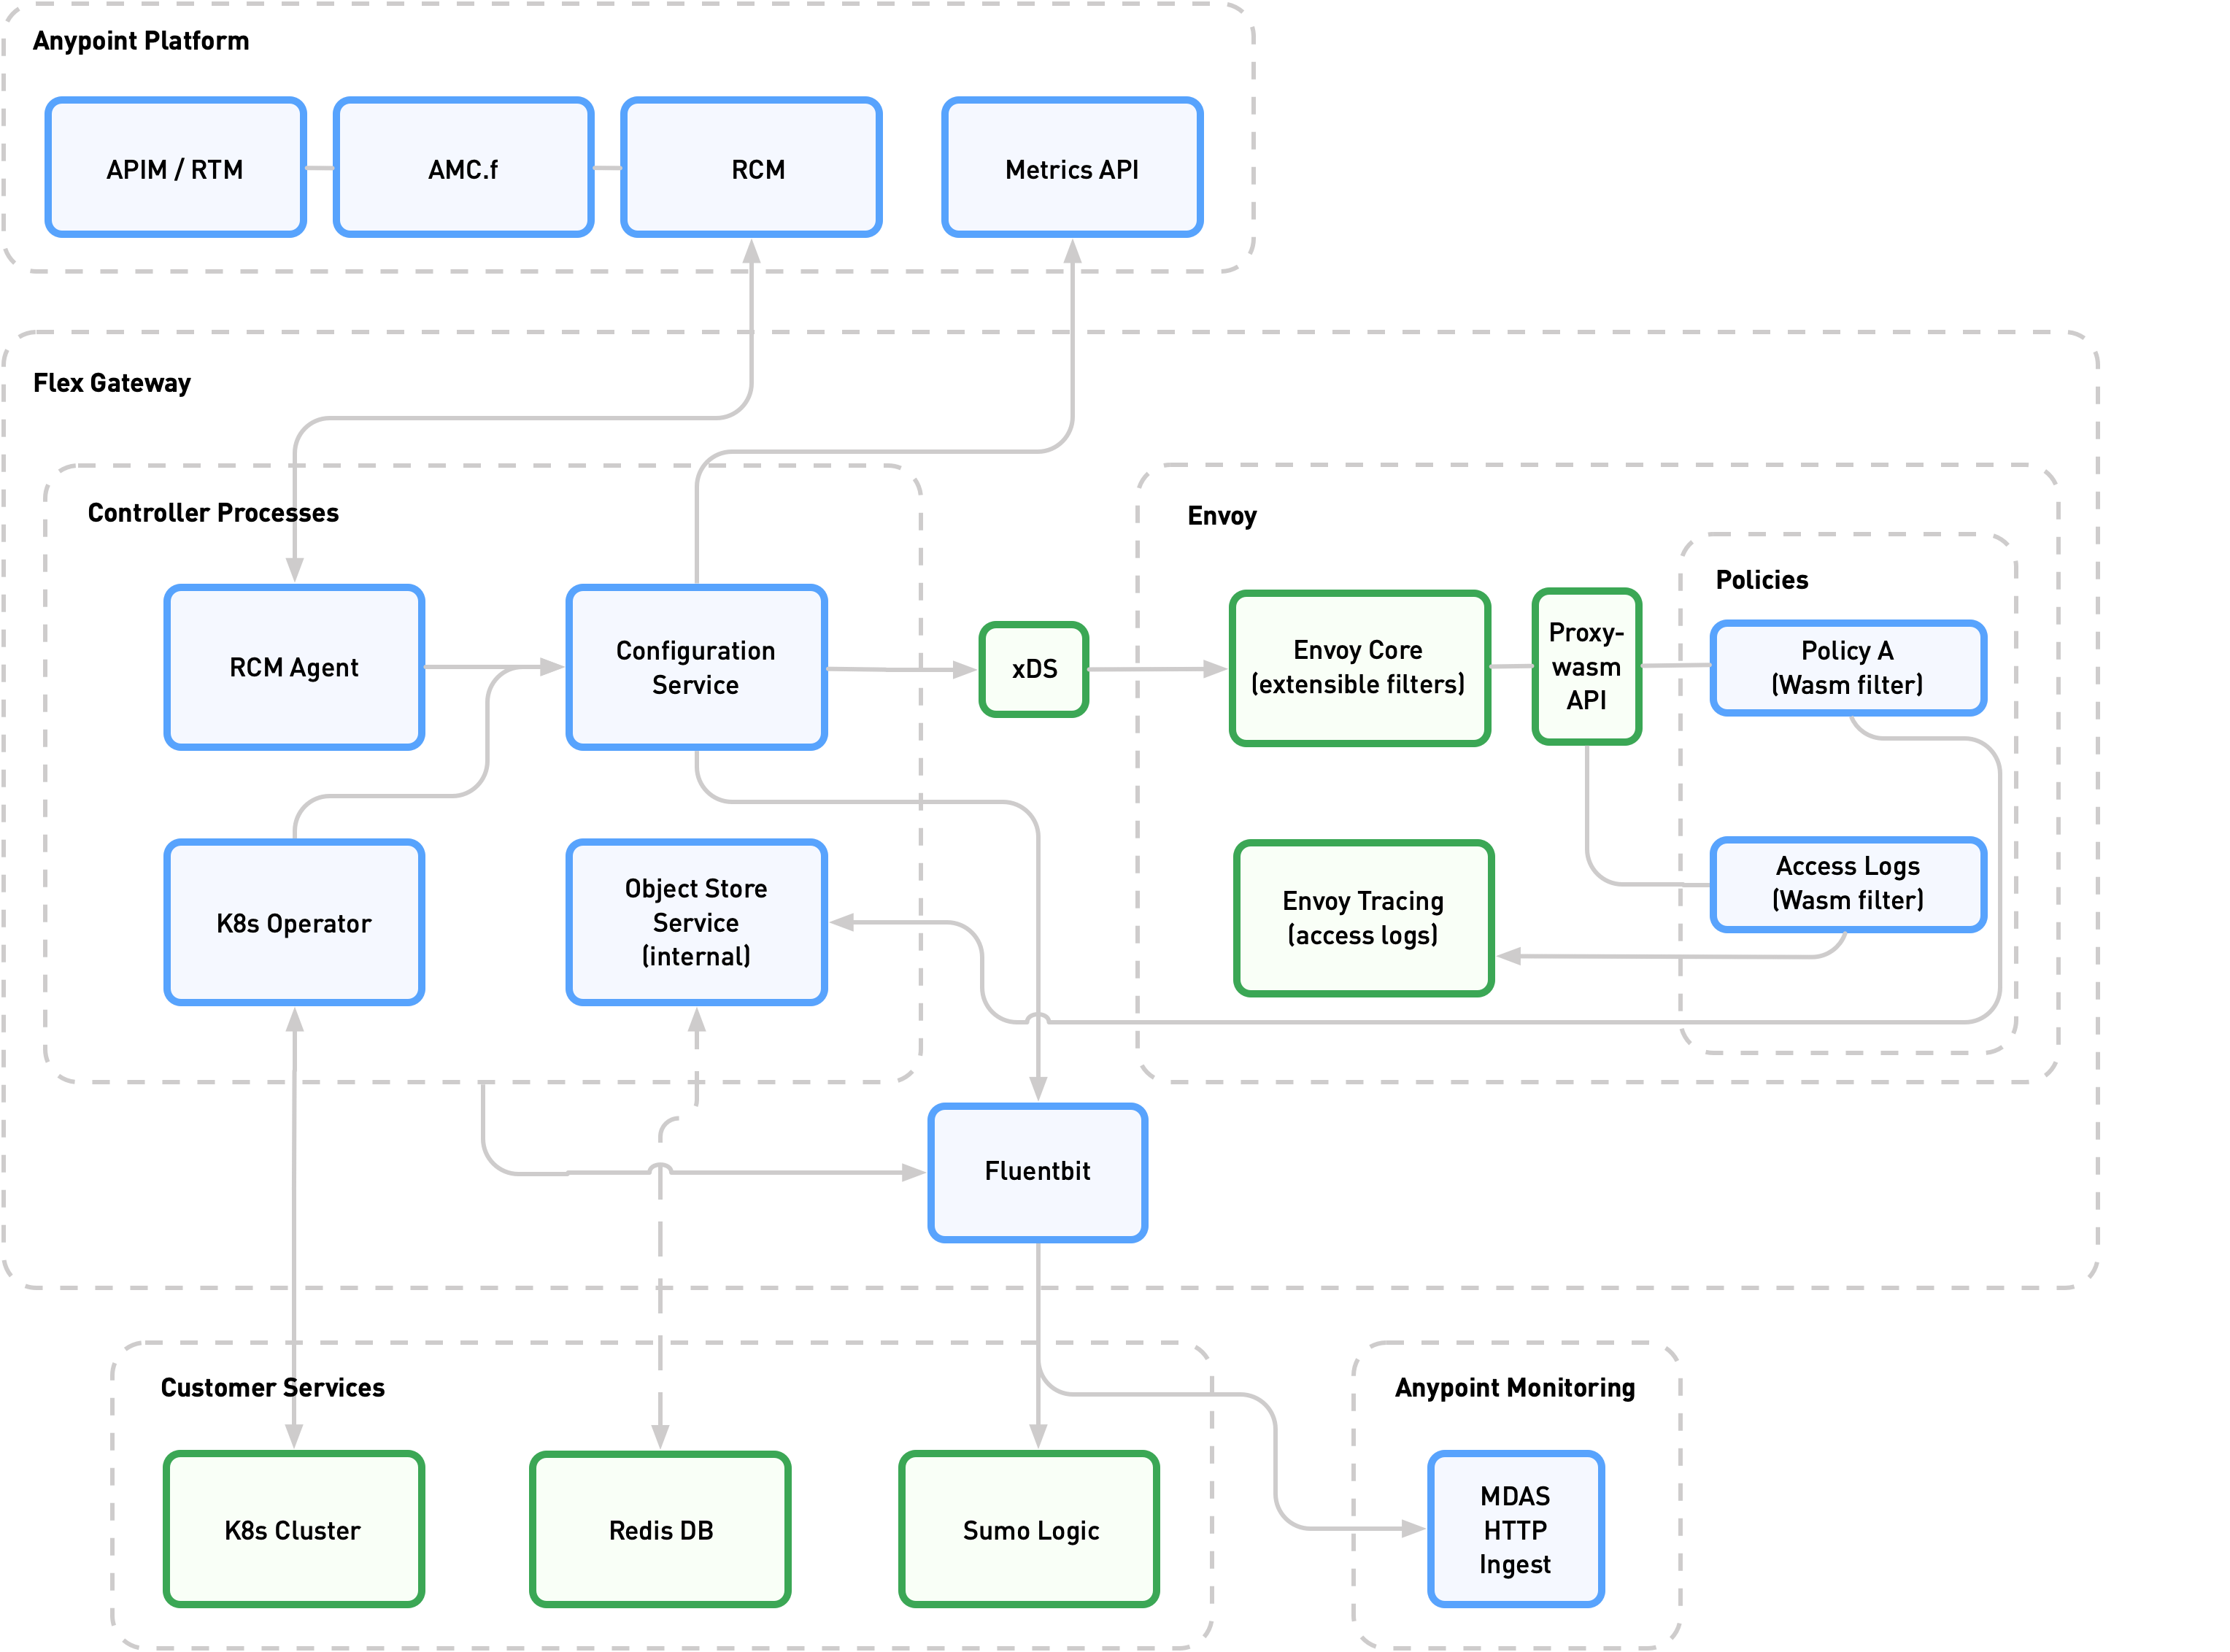 Anypoint Platform
APIM / RTM
AMC.f
RCM
Metrics API
Flex Gateway
Controller Processes
RCM Agent
Configuration
Service
K8s Operator
Object Store
Service
(internal)
xDS
Envoy
Envoy Core
(extensible filters)
Proxy-
wasm
API
Policies
Policy A
(Wasm filter)
Envoy Tracing
(access logs)
Access Logs
(Wasm filter)
Fluentbit
Customer Services
K8s Cluster
Redis DB
Sumo Logic
Anypoint Monitoring
MDAS
HTTP
Ingest